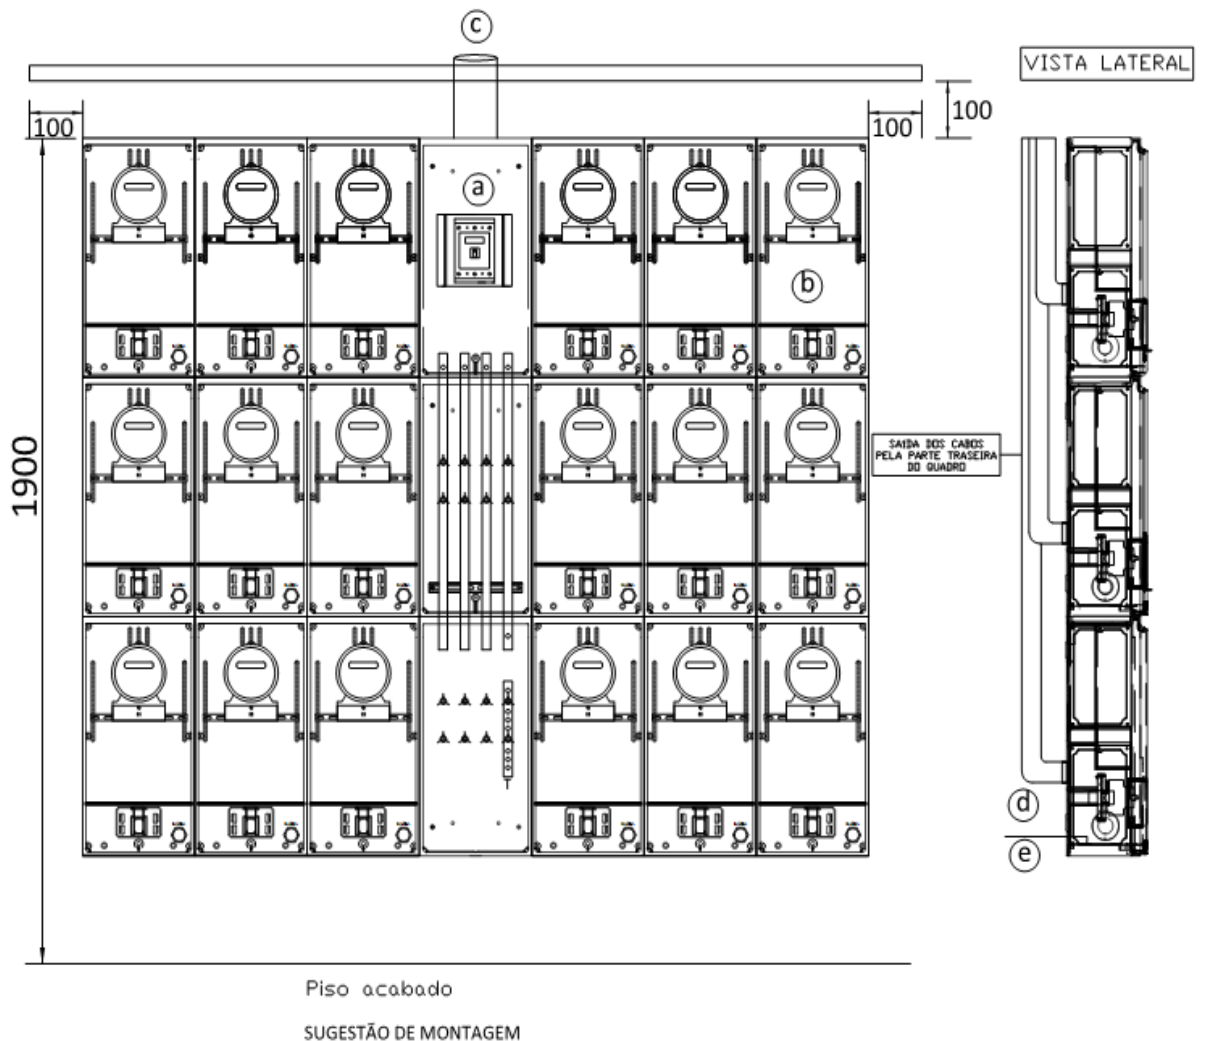 c
VISTA LATERAL
100
100
100
a
b
1900
SAIDA DOS CABOS
PELA PARTE TRASEIRA
DO QUADRO
d
e
Piso acabado
SUGESTÃO DE MONTAGEM